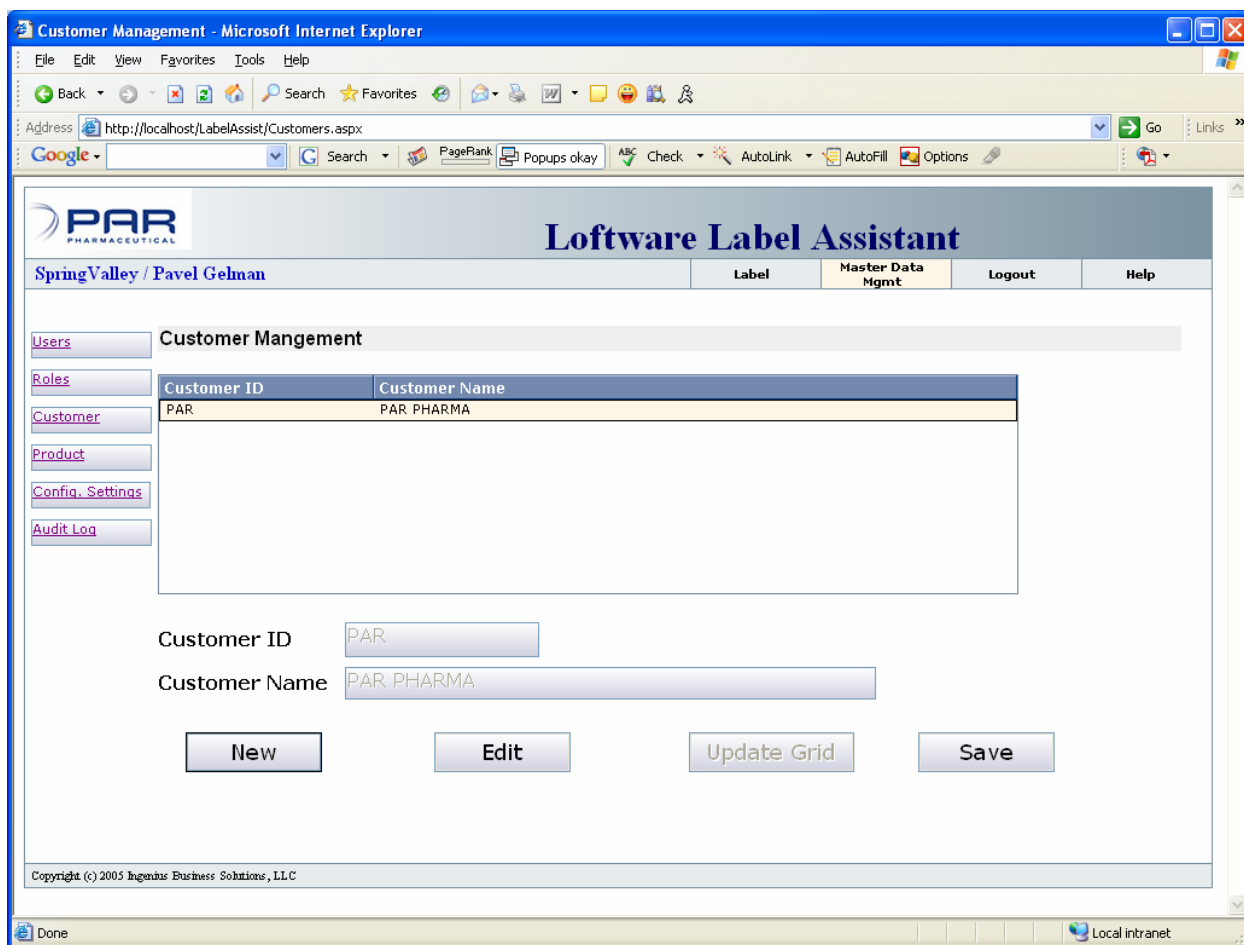 Customer Management - Microsoft Internet Explorer
File Edit View Favorites Tools Help
Back Search Favorites
Address http://localhost/LabelAssist/Customers.aspx Go Links »
Google Search PageRank Popups okay ABC Check AutoLink AutoFill Options
PAR
PHARMACEUTICAL
Loftware Label Assistant
SpringValley / Pavel Gelman Label Master Data Mgmt Logout Help
Customer Mangement
Users
Roles
Customer
Product
Config. Settings
Audit Log
Customer ID Customer Name
PAR PAR PHARMA
Customer ID PAR
Customer Name PAR PHARMA
New Edit Update Grid Save
Copyright (c) 2005 Ingenius Business Solutions, LLC
Done Local intranet